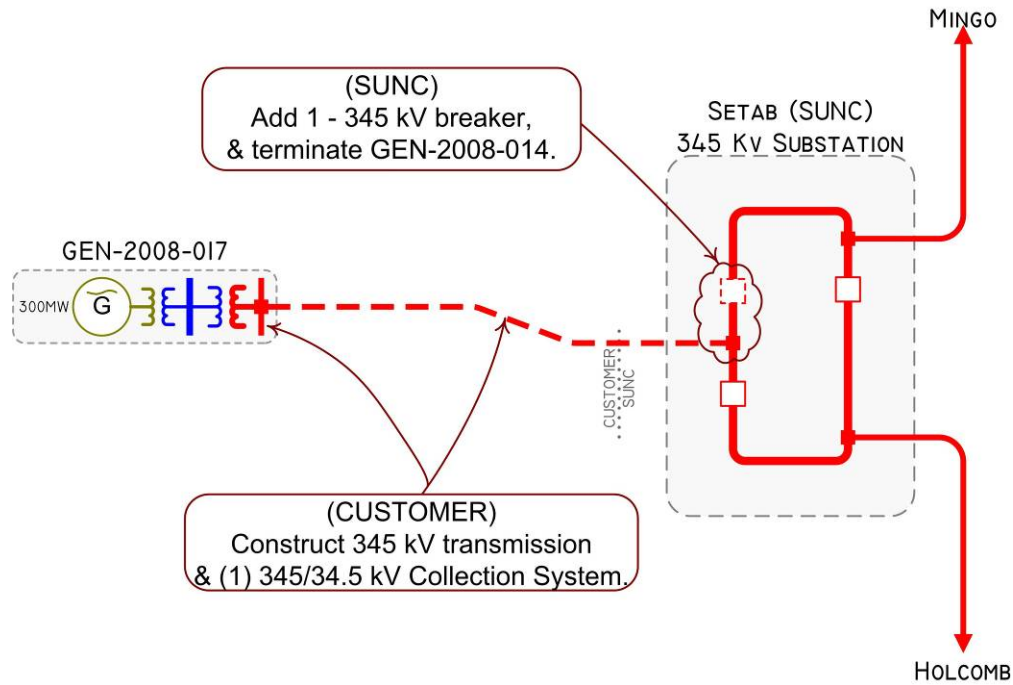 MINGO
(SUNC)
Add 1 - 345 kV breaker,
& terminate GEN-2008-014.
SETAB (SUNC)
345 KV SUBSTATION
GEN-2008-017
300MW
G
CUSTOMER
SUNC
(CUSTOMER)
Construct 345 kV transmission
& (1) 345/34.5 kV Collection System.
HOLCOMB